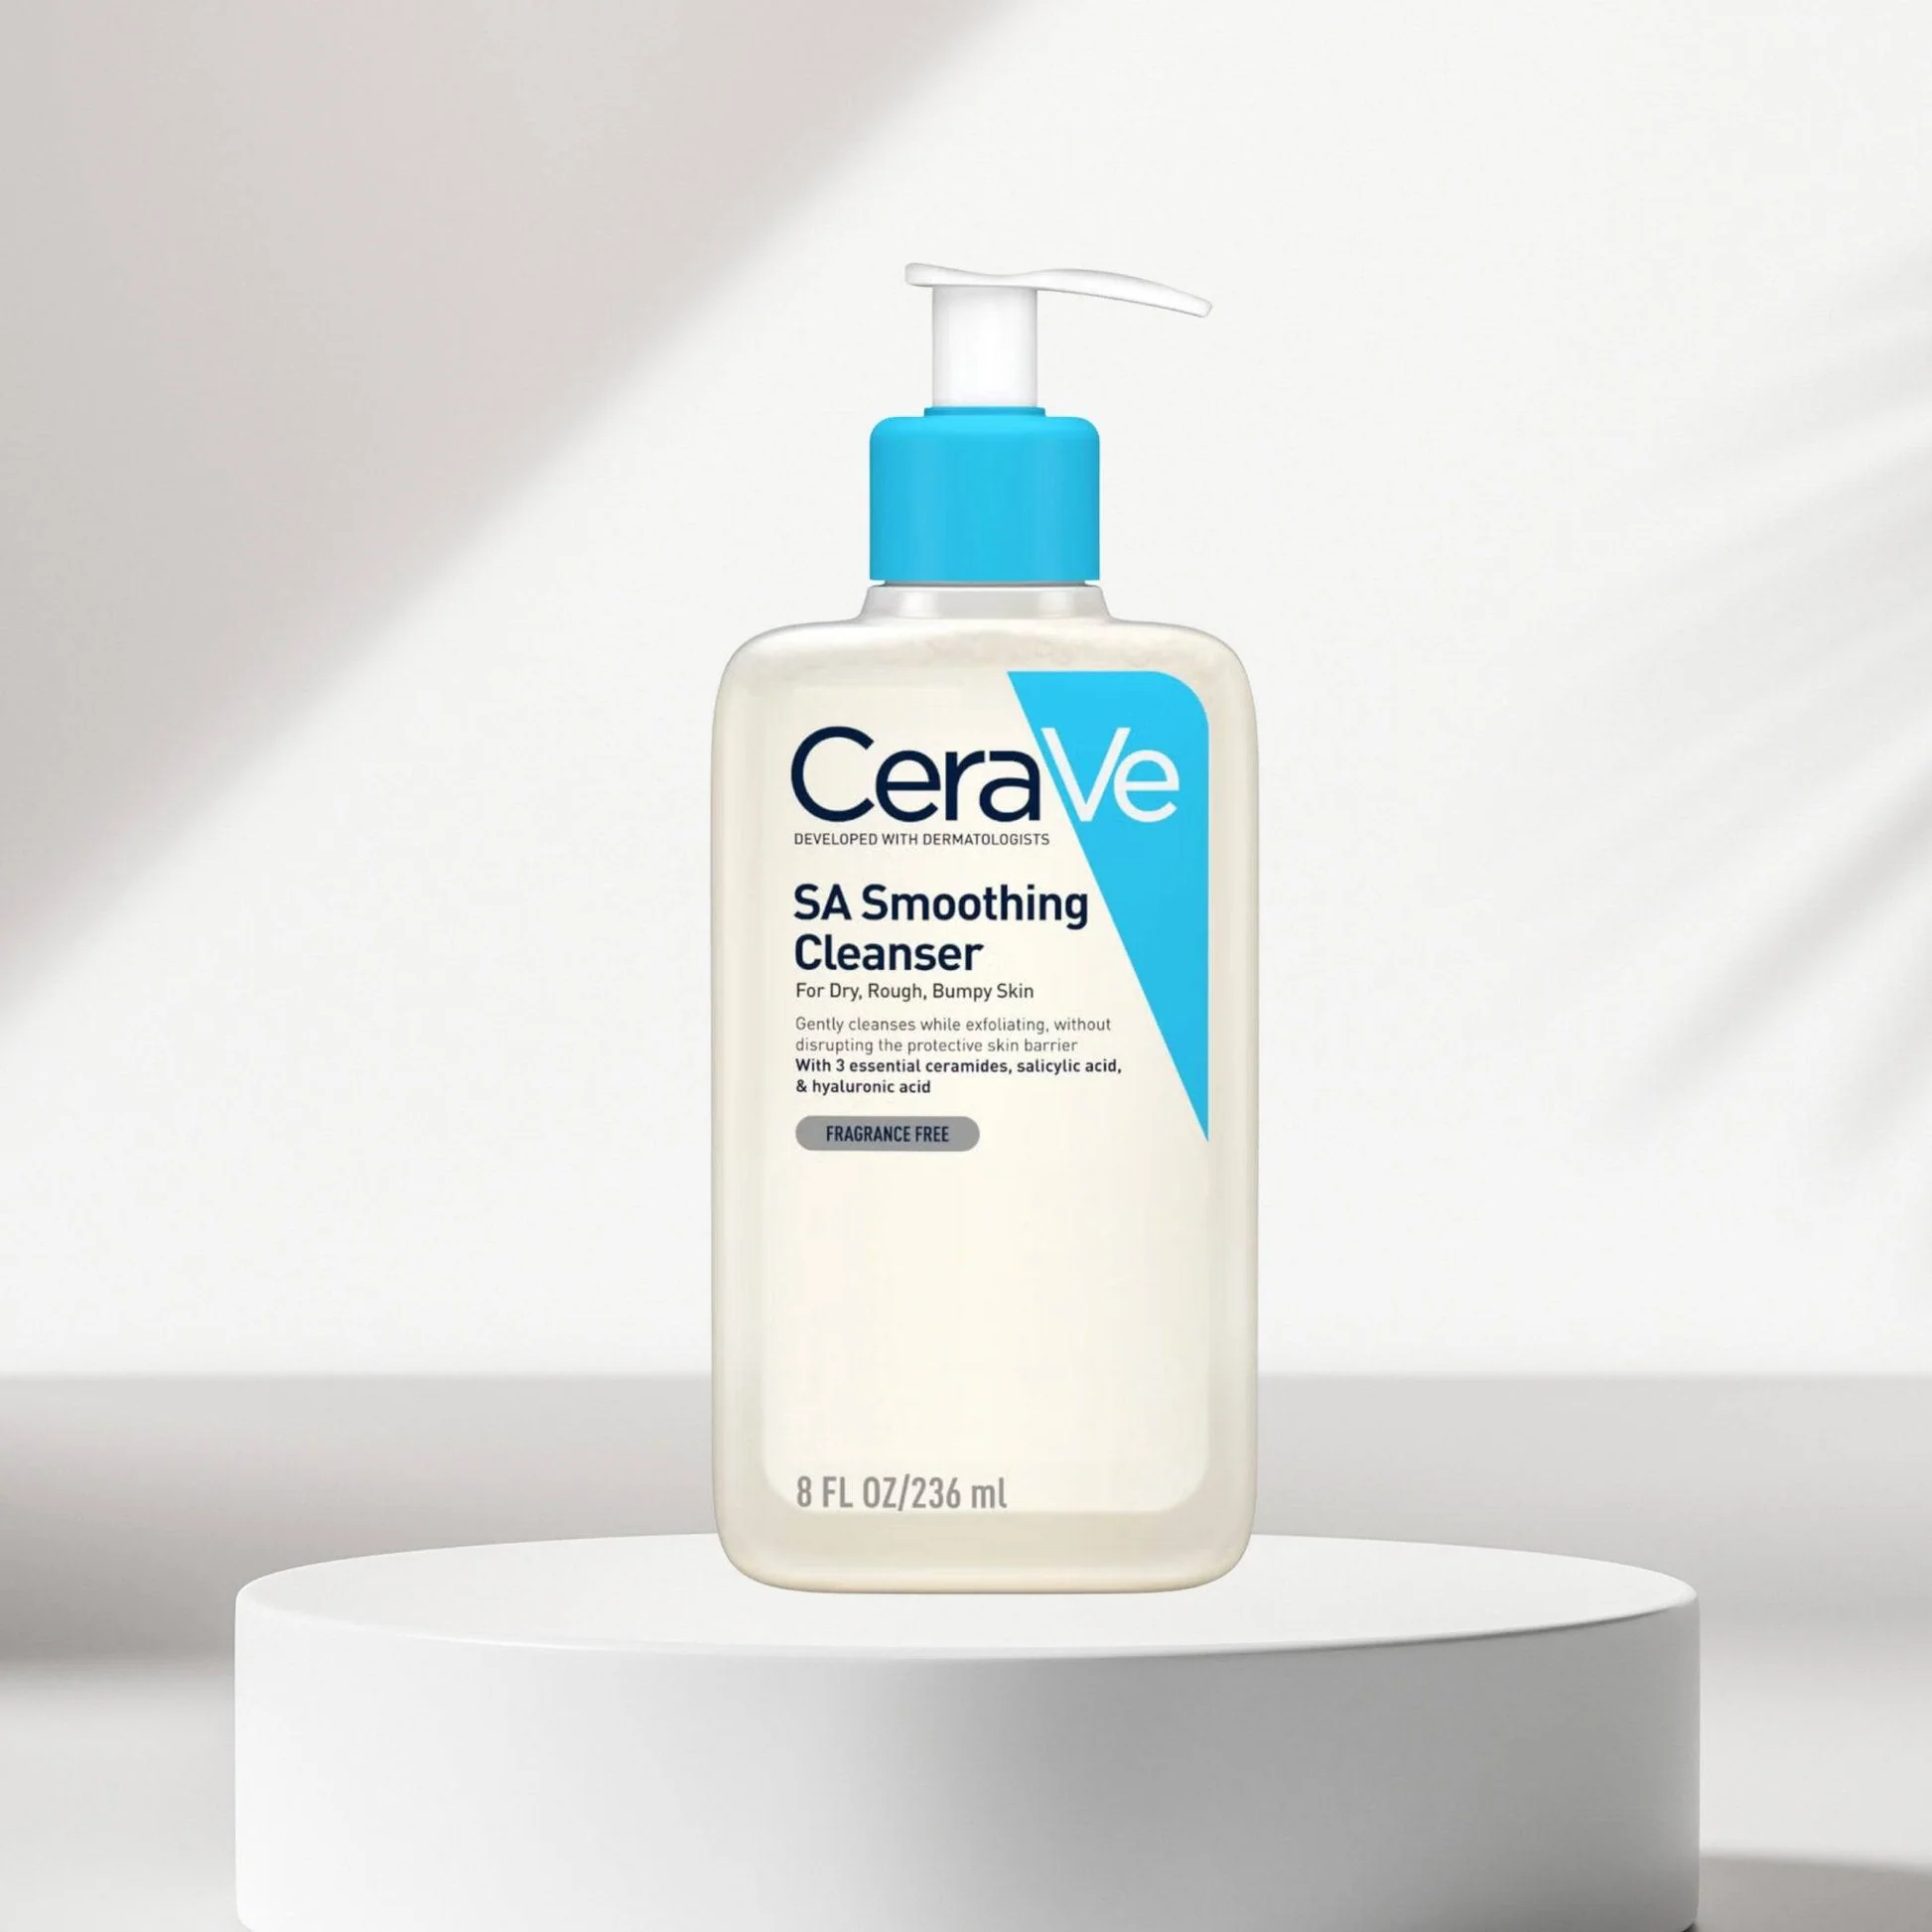 CeraVe
DEVELOPED WITH DERMATOLOGISTS
SA Smoothing
Cleanser
For Dry, Rough, Bumpy Skin
Gently cleanses while exfoliating, without
disrupting the protective skin barrier
With 3 essential ceramides, salicylic acid,
& hyaluronic acid
FRAGRANCE FREE
8 FL OZ/236 ml